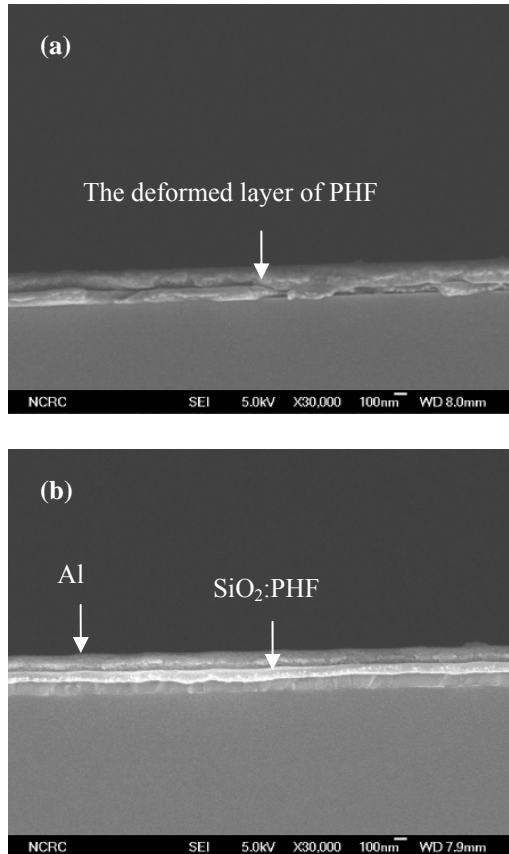 (a)
The deformed layer of PHF
NCRC SEI 5.0kV X30,000 100nm WD 8.0mm
(b)
Al
SiO₂:PHF
NCRC SEI 5.0kV X30,000 100nm WD 7.9mm